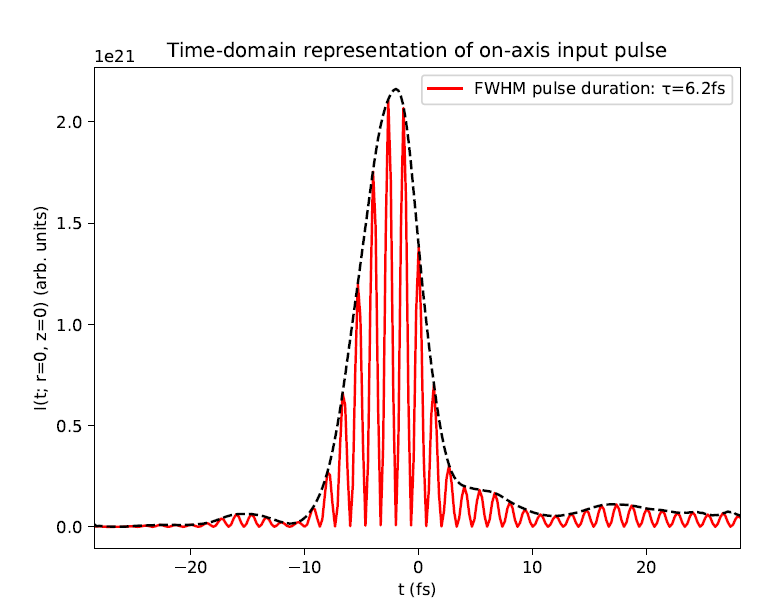 Time-domain representation of on-axis input pulse
1e21
FWHM pulse duration: τ=6.2fs
2.0
1.5
1.0
0.5
0.0
I(t; r=0, z=0) (arb. units)
−20 −10 0 10 20
t (fs)